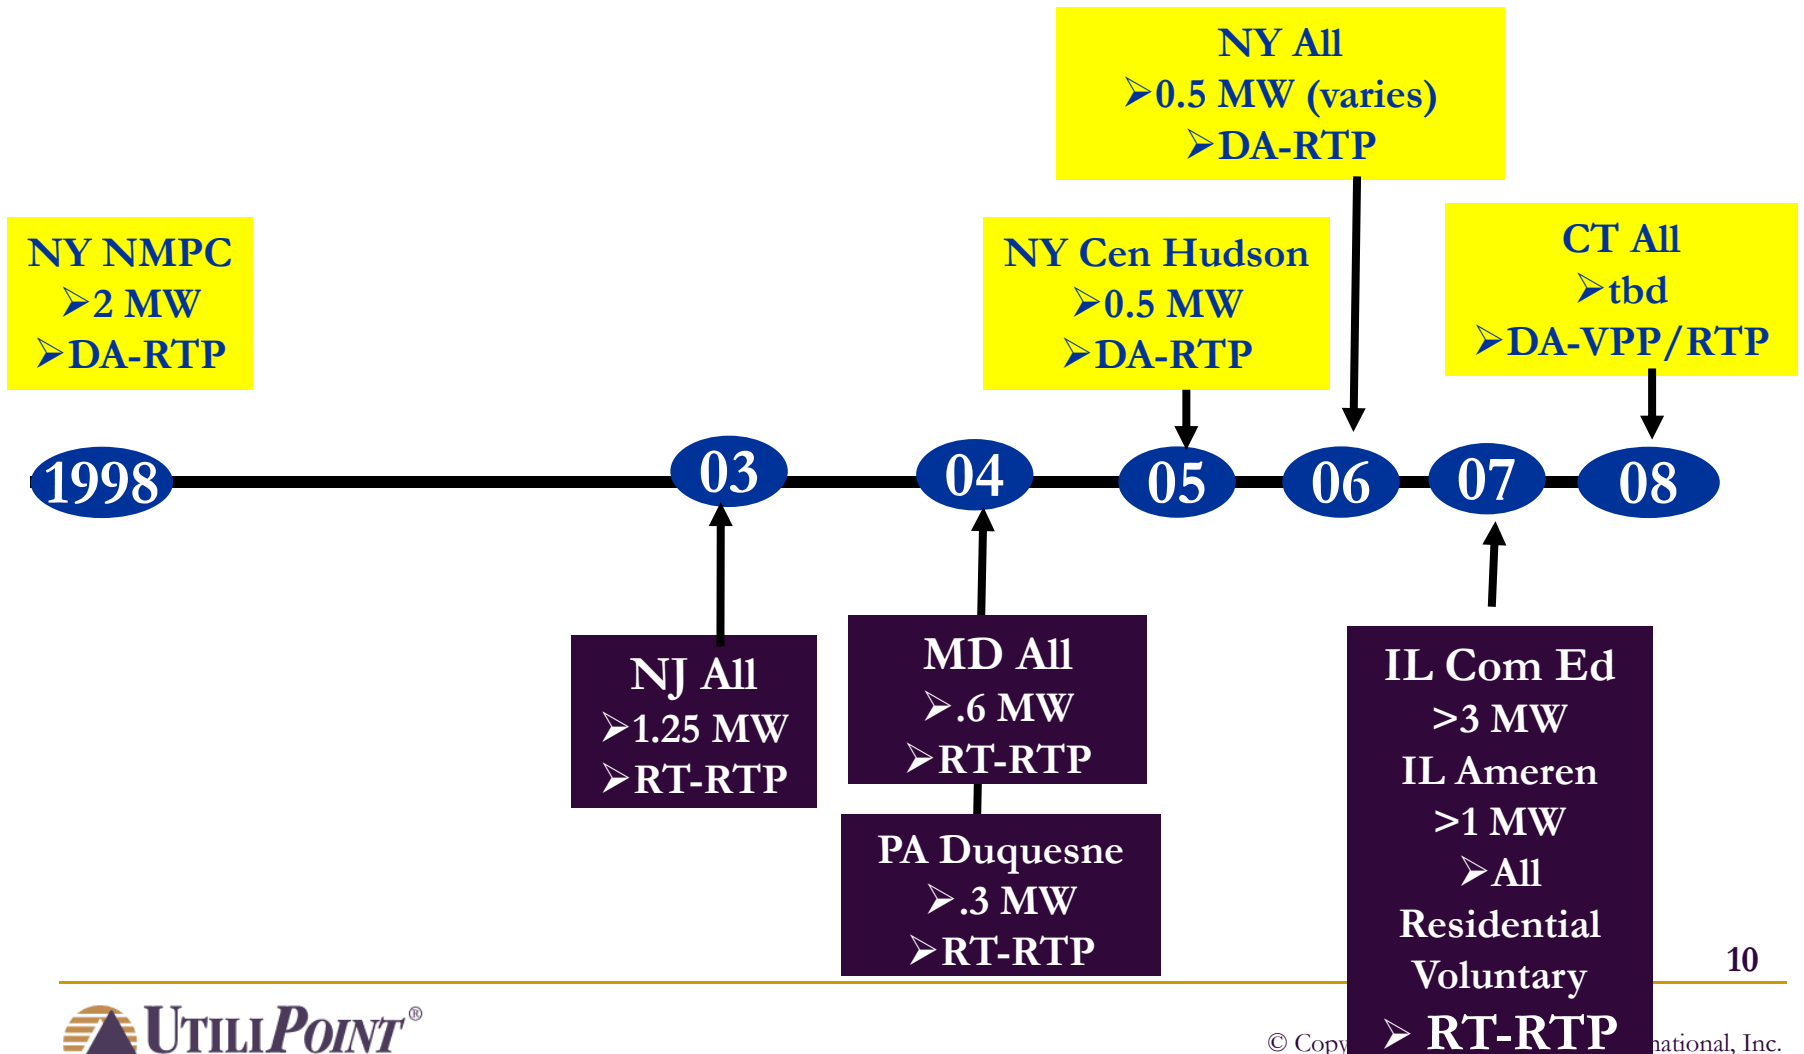 NY All
➢0.5 MW (varies)
➢DA-RTP
NY NMPC
➢2 MW
➢DA-RTP
NY Cen Hudson
➢0.5 MW
➢DA-RTP
CT All
➢tbd
➢DA-VPP/RTP
1998 03 04 05 06 07 08
NJ All
➢1.25 MW
➢RT-RTP
MD All
➢.6 MW
➢RT-RTP
PA Duquesne
➢.3 MW
➢RT-RTP
IL Com Ed
>3 MW
IL Ameren
>1 MW
➢All
Residential
Voluntary
➢ RT-RTP
10
UTILIPOINT®
© , Inc.